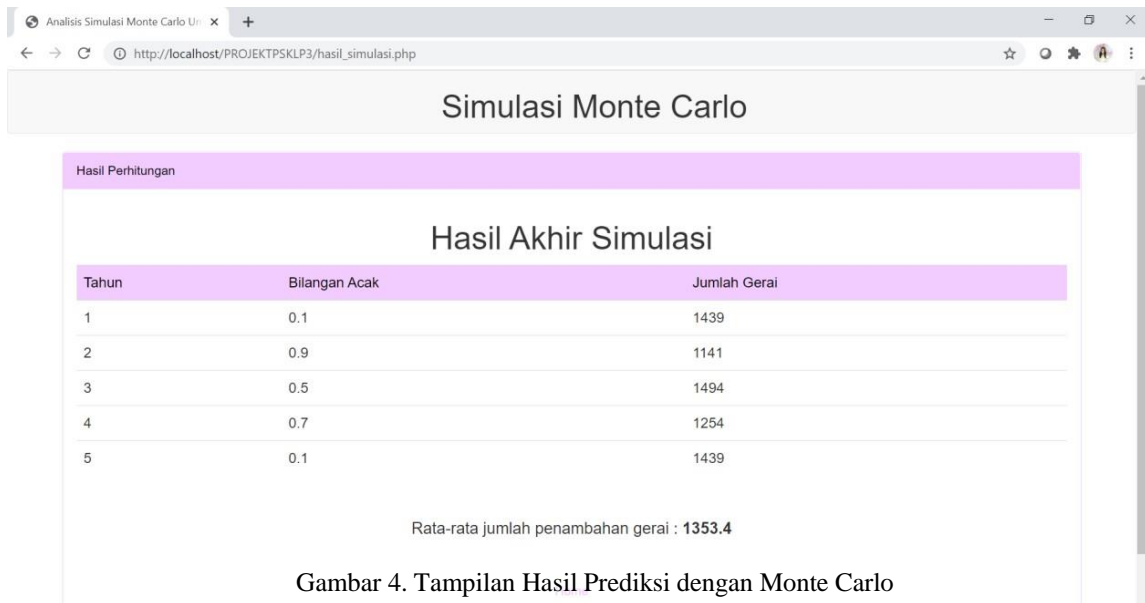 Analisis Simulasi Monte Carlo Un
http://localhost/PROJEKTPSKLP3/hasil_simulasi.php
Simulasi Monte Carlo
Hasil Perhitungan
Hasil Akhir Simulasi
Tahun Bilangan Acak Jumlah Gerai
1 0.1 1439
2 0.9 1141
3 0.5 1494
4 0.7 1254
5 0.1 1439
Rata-rata jumlah penambahan gerai : 1353.4
Gambar 4. Tampilan Hasil Prediksi dengan Monte Carlo